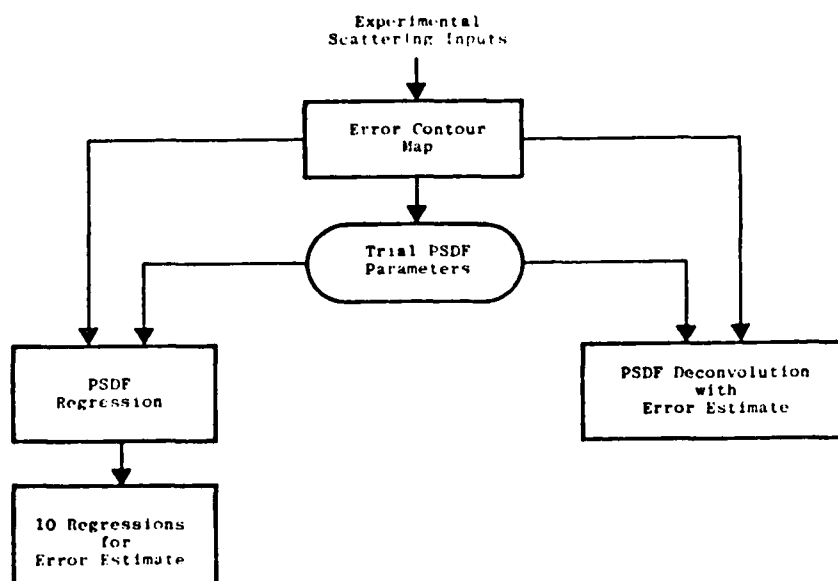 Experimental
Scattering Inputs
Error Contour
Map
Trial PSDF
Parameters
PSDF
Regression
PSDF Deconvolution
with
Error Estimate
10 Regressions
for
Error Estimate